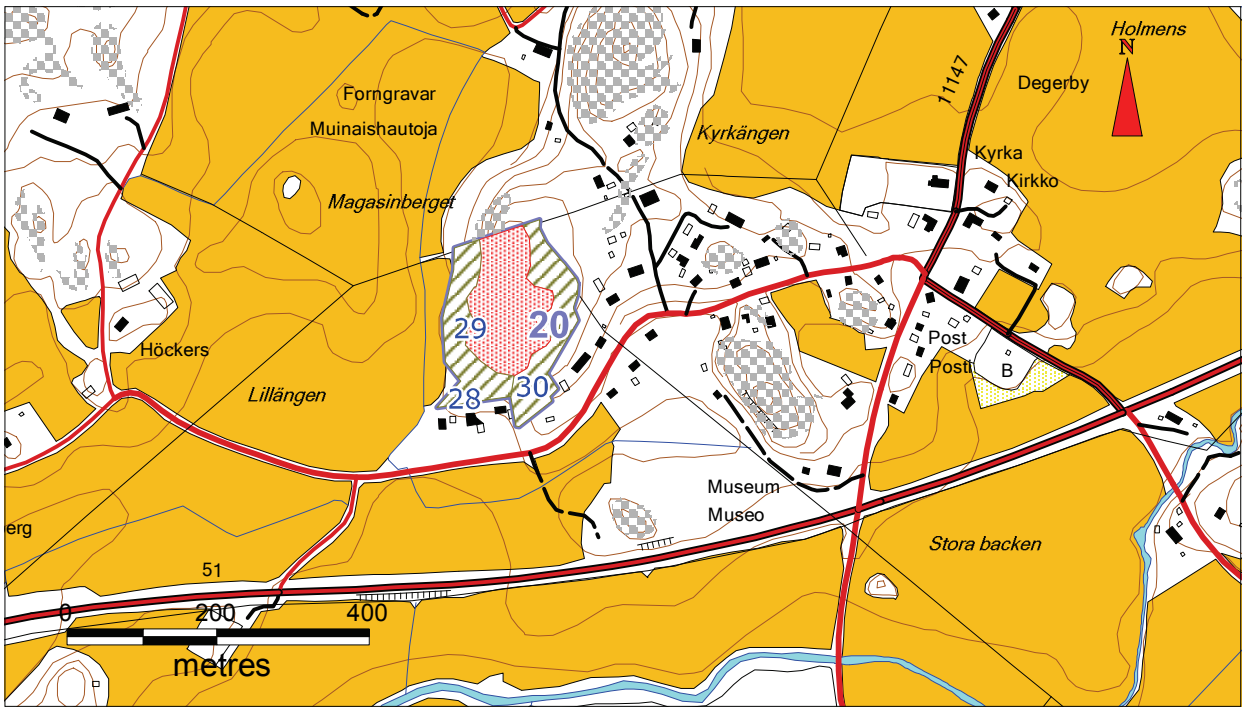 Holmens
N
11147
Degerby
Forngravar
Muinaishautoja
Kyrkängen
Kyrka
Kirkko
Magasinberget
29
20
Höckers
Post
Posti
B
Lillängen
28
30
Museum
Museo
erg
Stora backen
51
0 200 400
metres